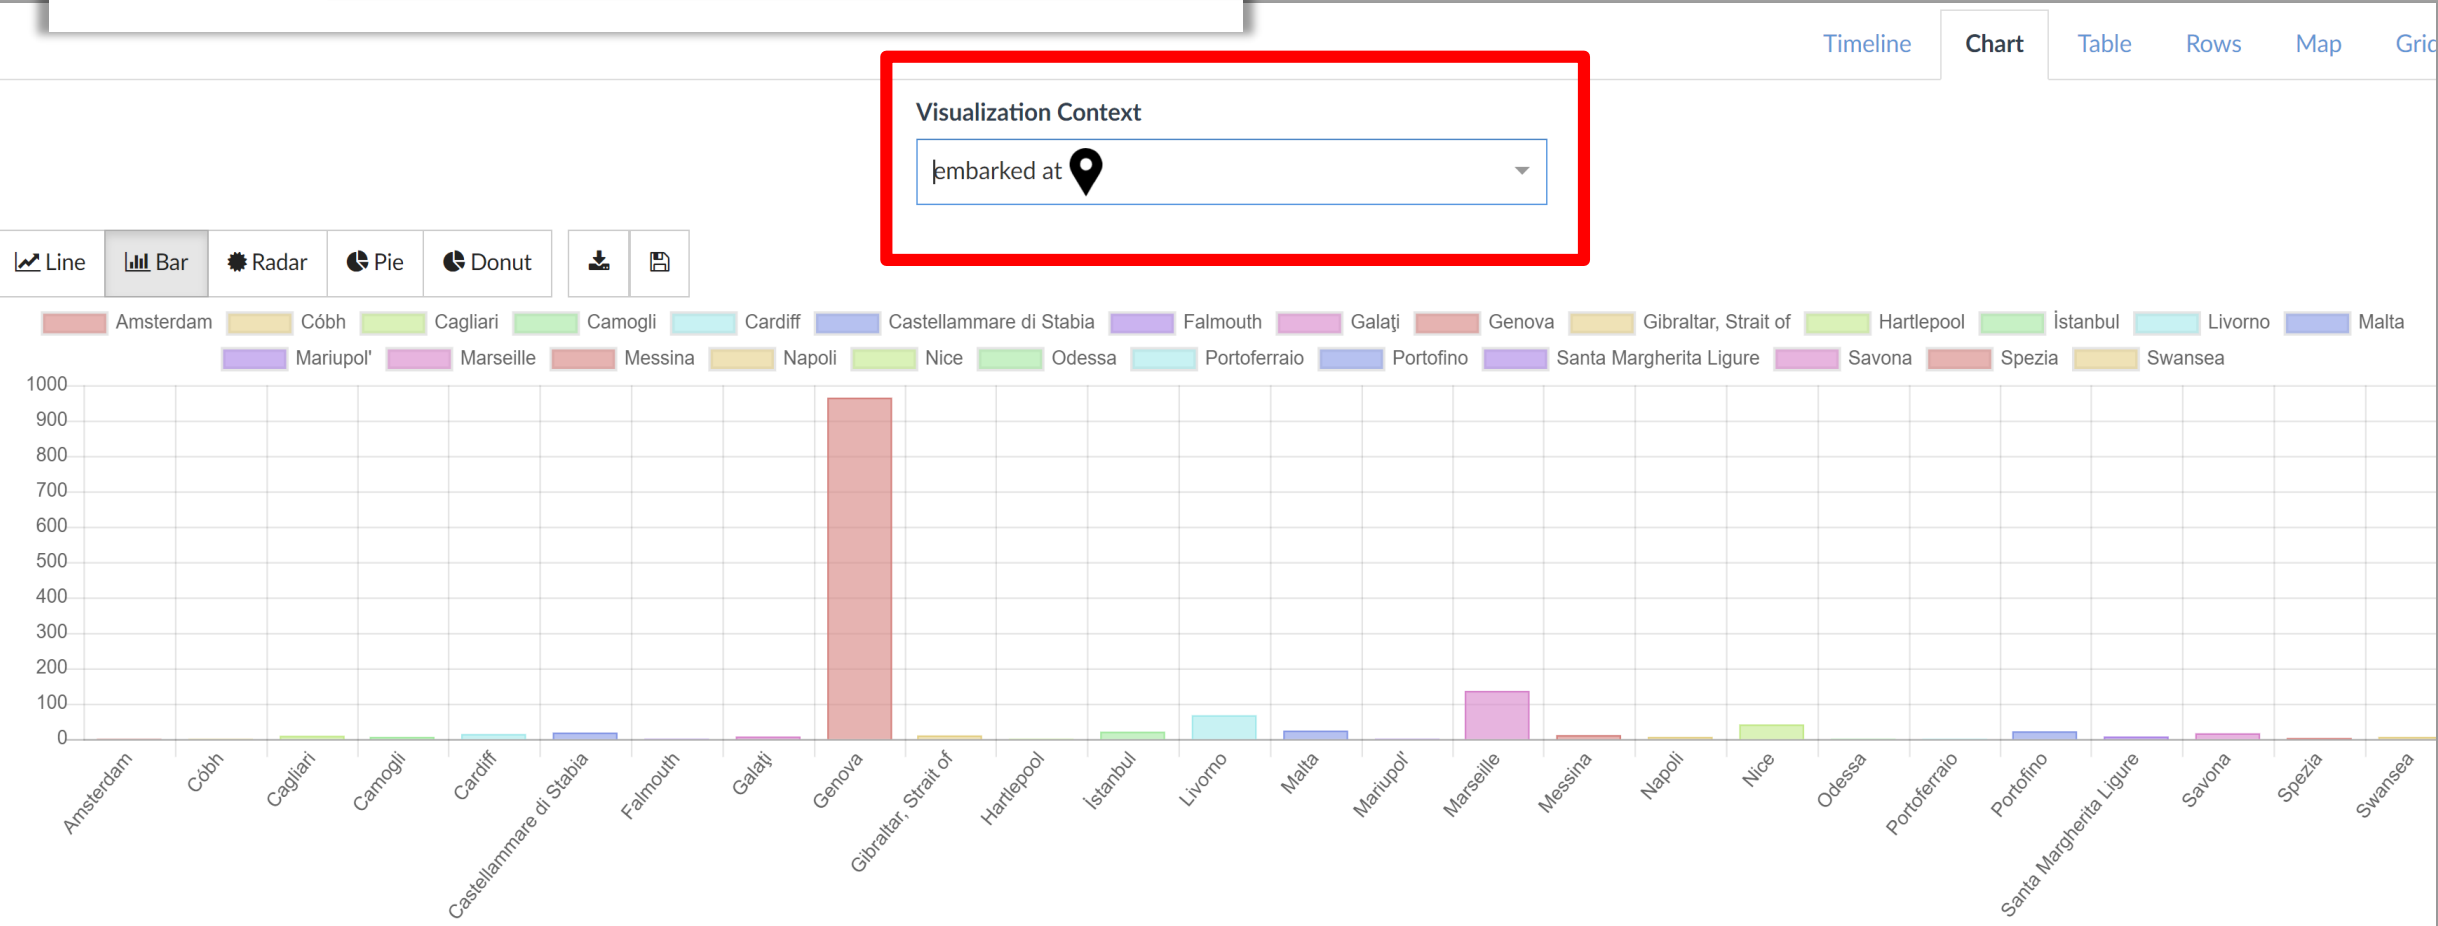 Timeline Chart Table Rows Map Grid
Visualization Context
embarked at
Line Bar Radar Pie Donut
Amsterdam Cóbh Cagliari Camogli Cardiff Castellammare di Stabia Falmouth Galaţi Genova Gibraltar, Strait of Hartlepool İstanbul Livorno Malta
Mariupol' Marseille Messina Napoli Nice Odessa Portoferraio Portofino Santa Margherita Ligure Savona Spezia Swansea
1000
900
800
700
600
500
400
300
200
100
0
Amsterdam
Cóbh
Cagliari
Camogli
Cardiff
Castellammare di Stabia
Falmouth
Galaţi
Genova
Gibraltar, Strait of
Hartlepool
İstanbul
Livorno
Malta
Mariupol'
Marseille
Messina
Napoli
Nice
Odessa
Portoferraio
Portofino
Santa Margherita Ligure
Savona
Spezia
Swansea